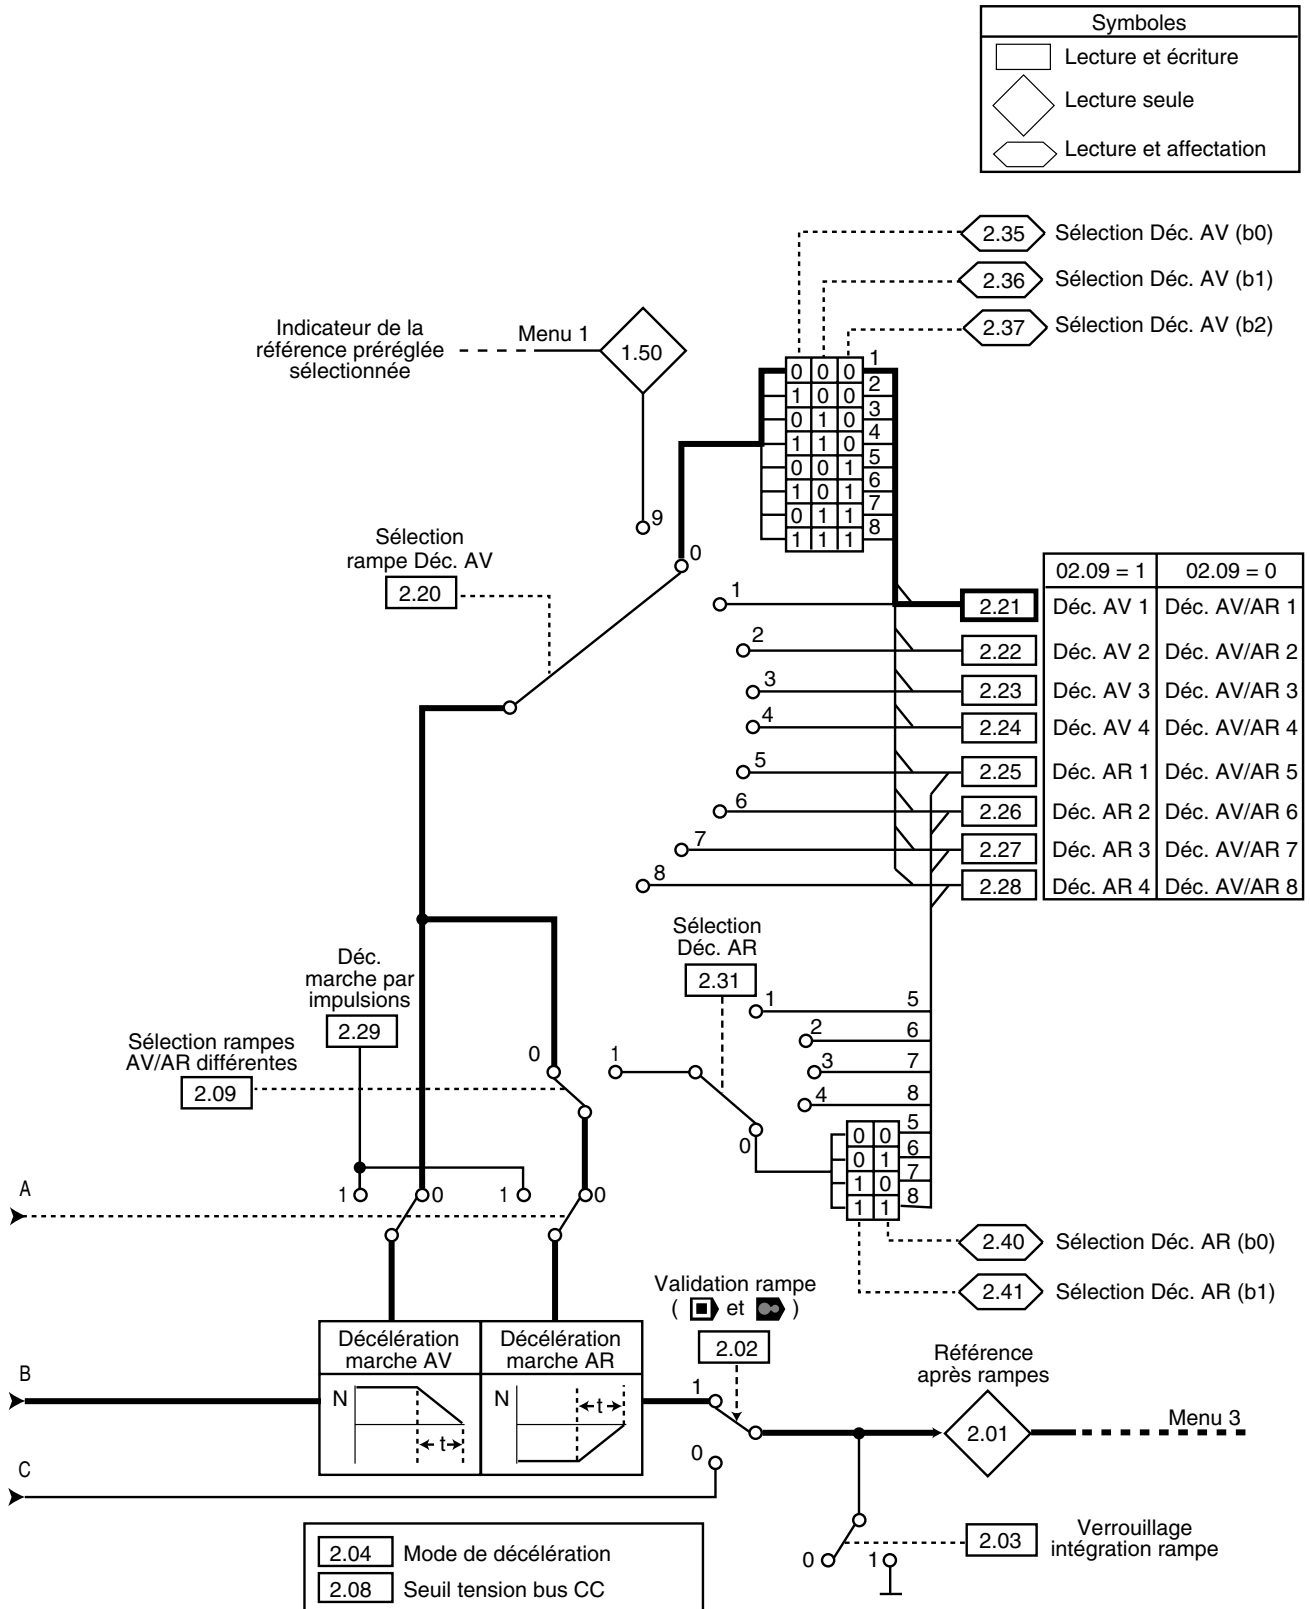 Symboles
Lecture et écriture
Lecture seule
Lecture et affectation
2.35 Sélection Déc. AV (b0)
2.36 Sélection Déc. AV (b1)
2.37 Sélection Déc. AV (b2)
Indicateur de la
référence préréglée
sélectionnée
Menu 1
1.50
0 0 0 1
1 0 0 2
0 1 0 3
1 1 0 4
0 0 1 5
1 0 1 6
0 1 1 7
1 1 1 8
9
0
Sélection
rampe Déc. AV
2.20
02.09 = 1 02.09 = 0
1 2.21 Déc. AV 1 Déc. AV/AR 1
2 2.22 Déc. AV 2 Déc. AV/AR 2
3 2.23 Déc. AV 3 Déc. AV/AR 3
4 2.24 Déc. AV 4 Déc. AV/AR 4
5 2.25 Déc. AR 1 Déc. AV/AR 5
6 2.26 Déc. AR 2 Déc. AV/AR 6
7 2.27 Déc. AR 3 Déc. AV/AR 7
8 2.28 Déc. AR 4 Déc. AV/AR 8
Sélection
Déc. AR
2.31
Déc.
marche par
impulsions
2.29
Sélection rampes
AV/AR différentes
2.09
0 1
1 5
2 6
3 7
4 8
0
0 0 5
0 1 6
1 0 7
1 1 8
A
1 0 1 0
2.40 Sélection Déc. AR (b0)
2.41 Sélection Déc. AR (b1)
Validation rampe
( et )
2.02
Décélération
marche AV
Décélération
marche AR
B
N
t
N
t
1
Référence
après rampes
2.01
Menu 3
C
0
2.04 Mode de décélération
2.08 Seuil tension bus CC
0 1
2.03
Verrouillage
intégration rampe